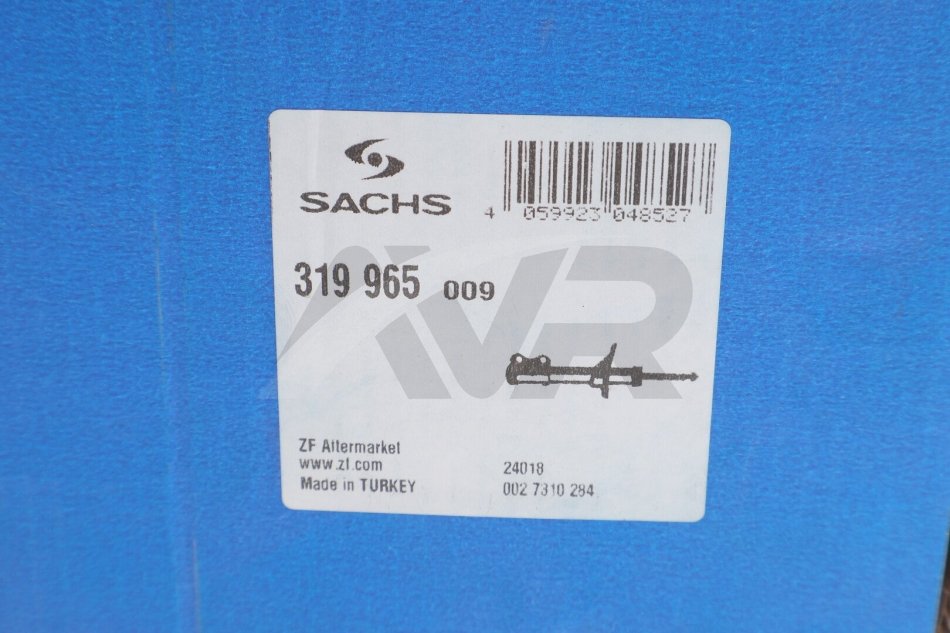 SACHS
4 059923 048527
319 965 009
AVR
ZF Aftermarket
www.zf.com
Made in TURKEY
24018
002 7310 284